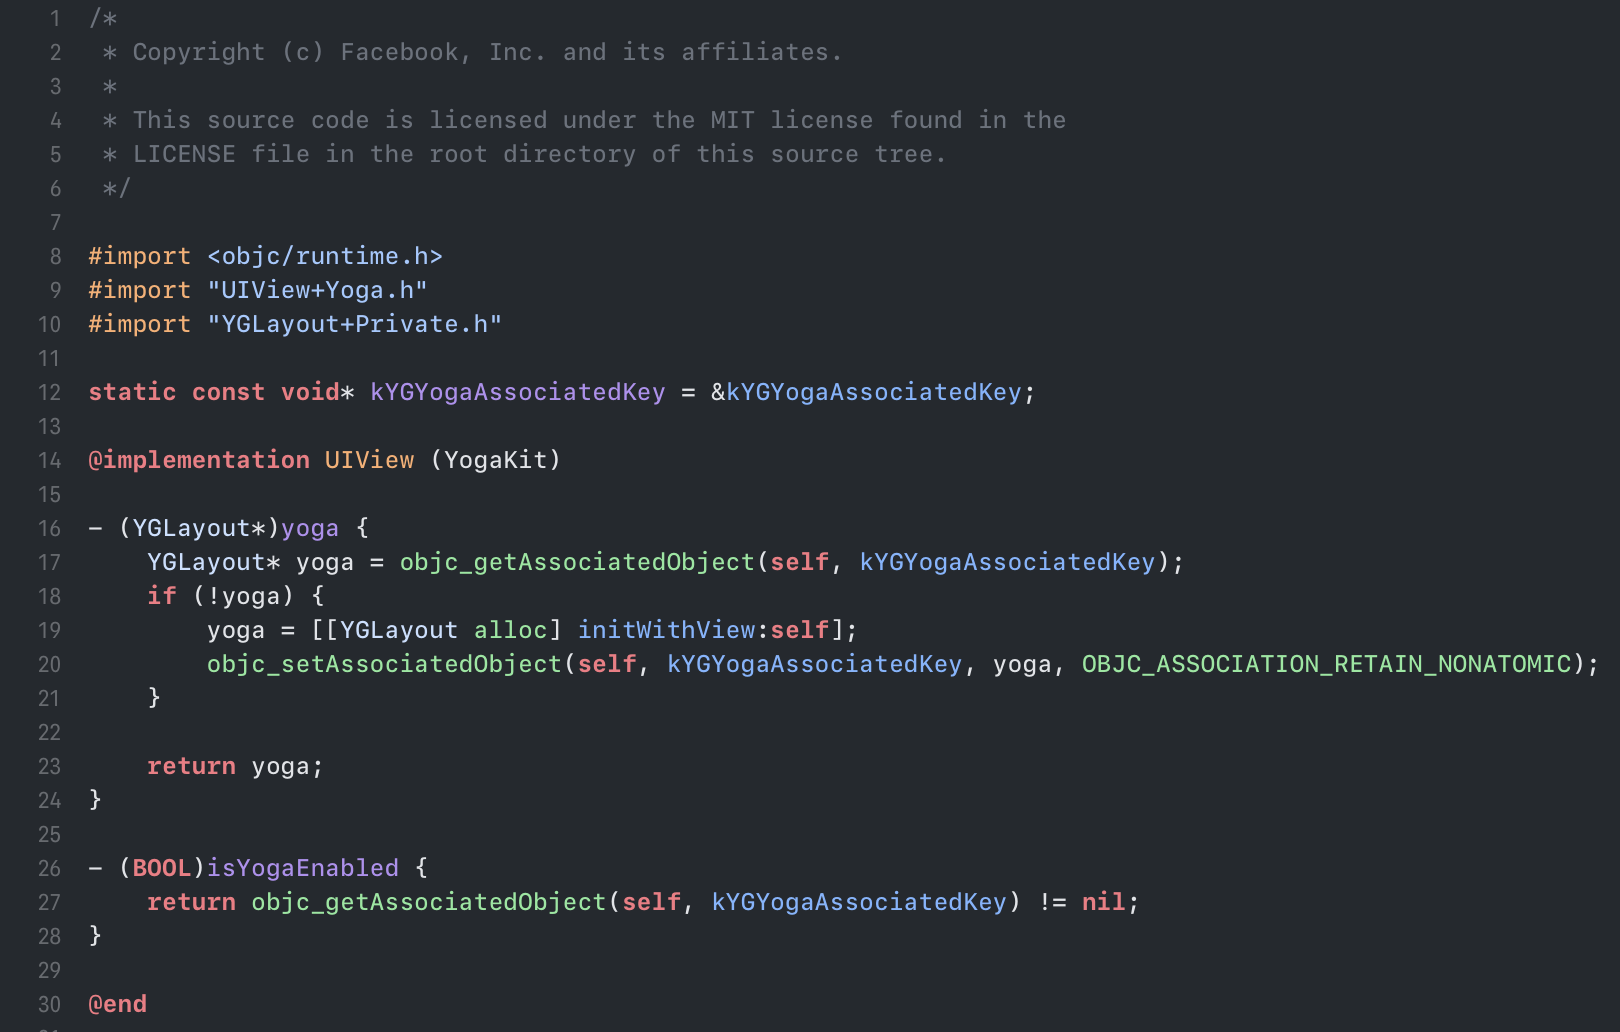 1 /*
2  * Copyright (c) Facebook, Inc. and its affiliates.
3  *
4  * This source code is licensed under the MIT license found in the
5  * LICENSE file in the root directory of this source tree.
6  */
7
8 #import <objc/runtime.h>
9 #import "UIView+Yoga.h"
10 #import "YGLayout+Private.h"
11
12 static const void* kYGYogaAssociatedKey = &kYGYogaAssociatedKey;
13
14 @implementation UIView (YogaKit)
15
16 - (YGLayout*)yoga {
17     YGLayout* yoga = objc_getAssociatedObject(self, kYGYogaAssociatedKey);
18     if (!yoga) {
19         yoga = [[YGLayout alloc] initWithView:self];
20         objc_setAssociatedObject(self, kYGYogaAssociatedKey, yoga, OBJC_ASSOCIATION_RETAIN_NONATOMIC);
21     }
22
23     return yoga;
24 }
25
26 - (BOOL)isYogaEnabled {
27     return objc_getAssociatedObject(self, kYGYogaAssociatedKey) != nil;
28 }
29
30 @end